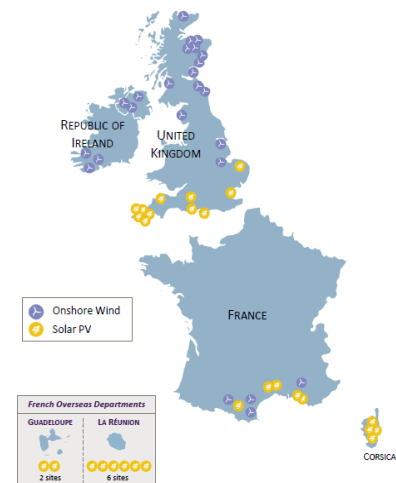 REPUBLIC OF
IRELAND
UNITED
KINGDOM
Onshore Wind
Solar PV
FRANCE
French Overseas Departments
GUADELOUPE
LA RÉUNION
2 sites
6 sites
CORSICA